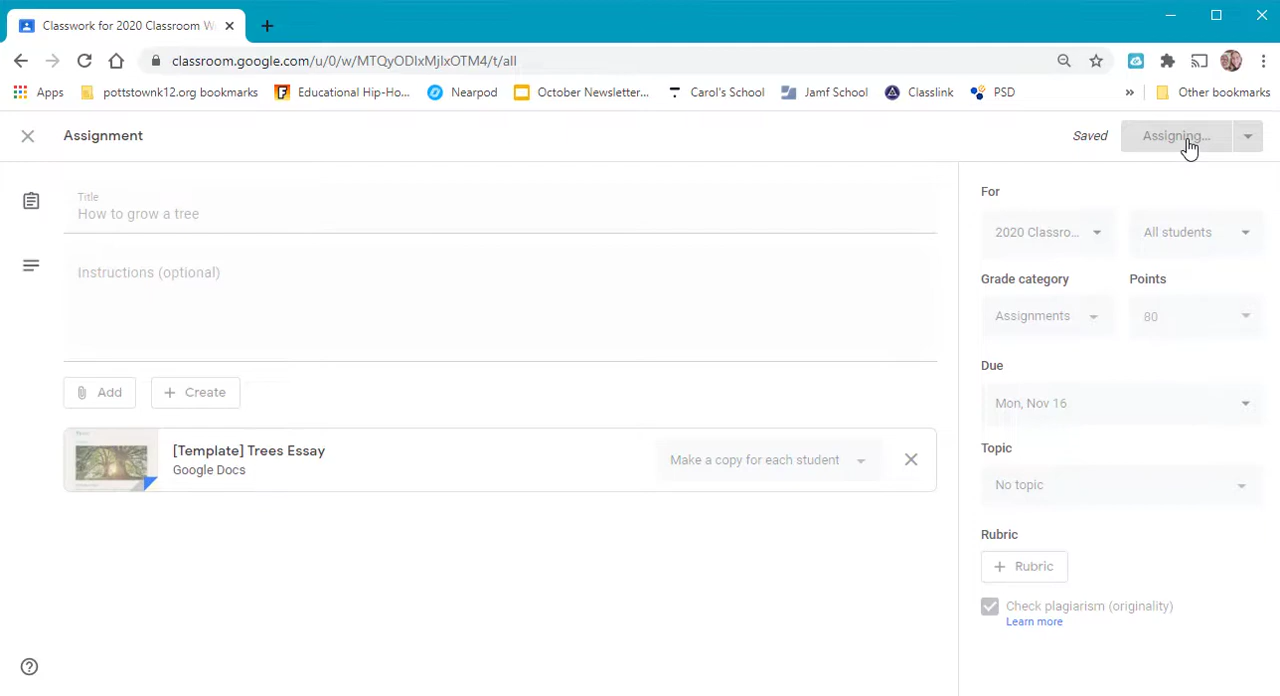 Classwork for 2020 Classroom W
classroom.google.com/u/0/w/MTQyODIxMjIxOTM4/t/all
Apps pottstownk12.org bookmarks Educational Hip-Ho... Nearpod October Newsletter... Carol's School Jamf School Classlink PSD » Other bookmarks
Assignment Saved Assigning...
Title
How to grow a tree
Instructions (optional)
Add Create
[Template] Trees Essay
Google Docs
Make a copy for each student
For
2020 Classro... All students
Grade category Points
Assignments 80
Due
Mon, Nov 16
Topic
No topic
Rubric
+ Rubric
Check plagiarism (originality)
Learn more